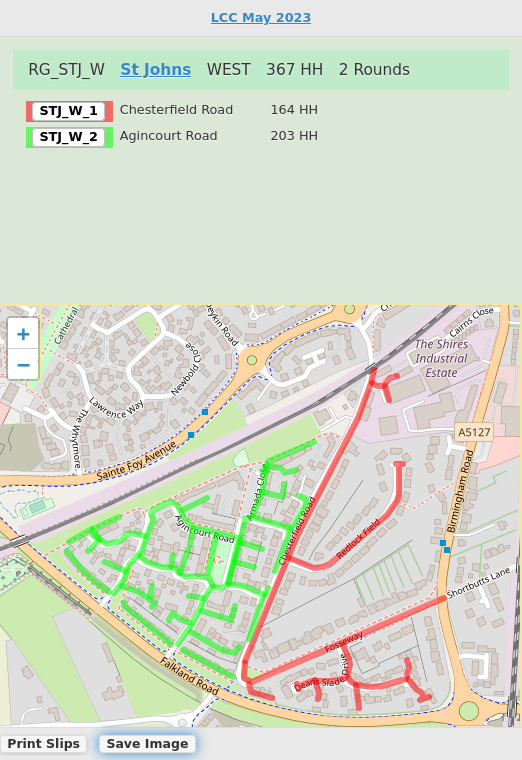 LCC May 2023
RG_STJ_W St Johns WEST 367 HH 2 Rounds
STJ_W_1 Chesterfield Road 164 HH
STJ_W_2 Agincourt Road 203 HH
+
−
Cathedral
Road
Cairns Close
The Shires
Industrial
Estate
Newbold Close
Lawrence Way
The Whytmore
Sainte Foy Avenue
A5127
Birmingham Road
Armada Close
Agincourt Road
Chesterfield Road
Redlock Field
Shortbutts Lane
Fosseway
Falkland Road
Deans Slade Drive
Print Slips Save Image